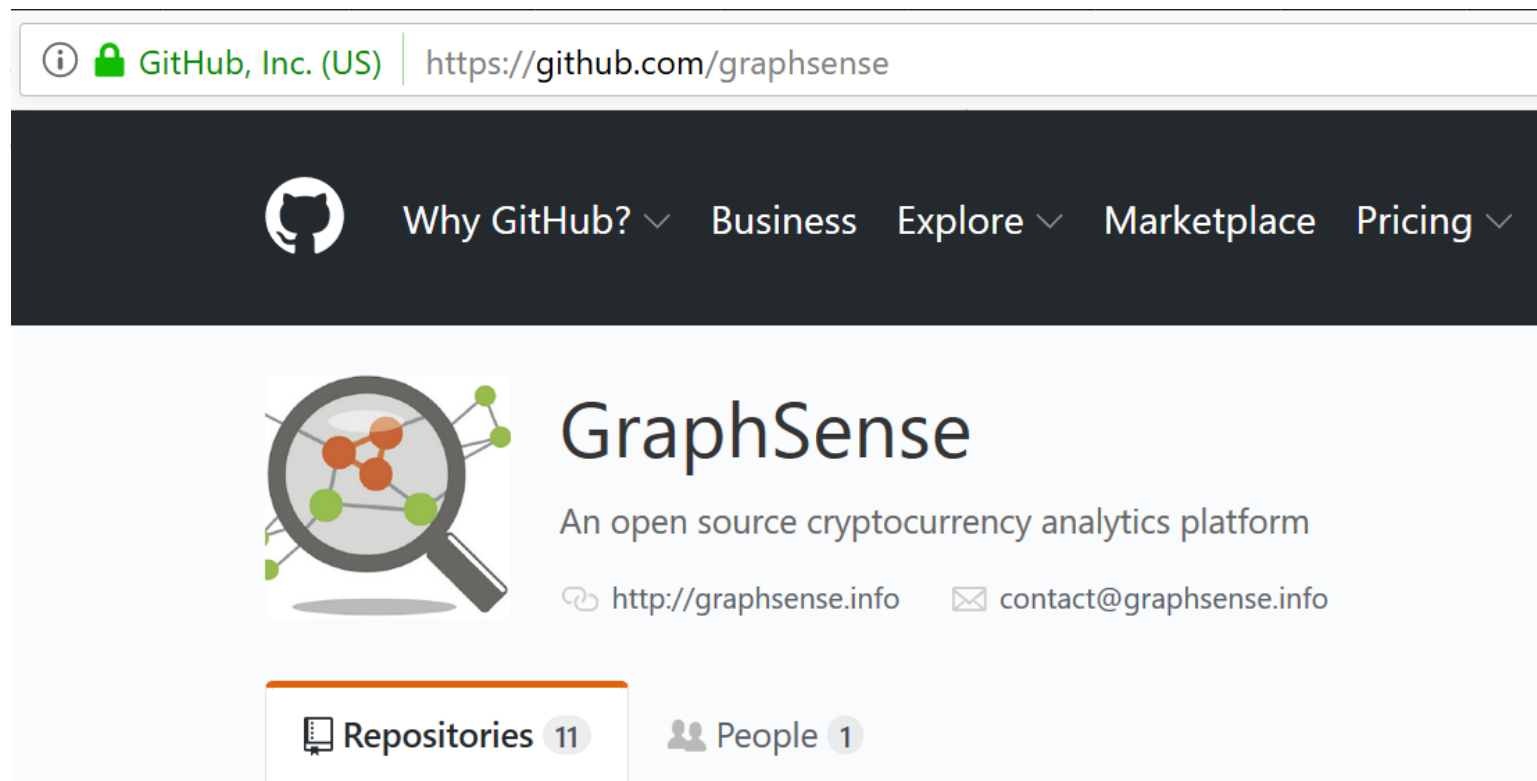 GitHub, Inc. (US) https://github.com/graphsense
Why GitHub? Business Explore Marketplace Pricing
GraphSense
An open source cryptocurrency analytics platform
http://graphsense.info contact@graphsense.info
Repositories 11 People 1